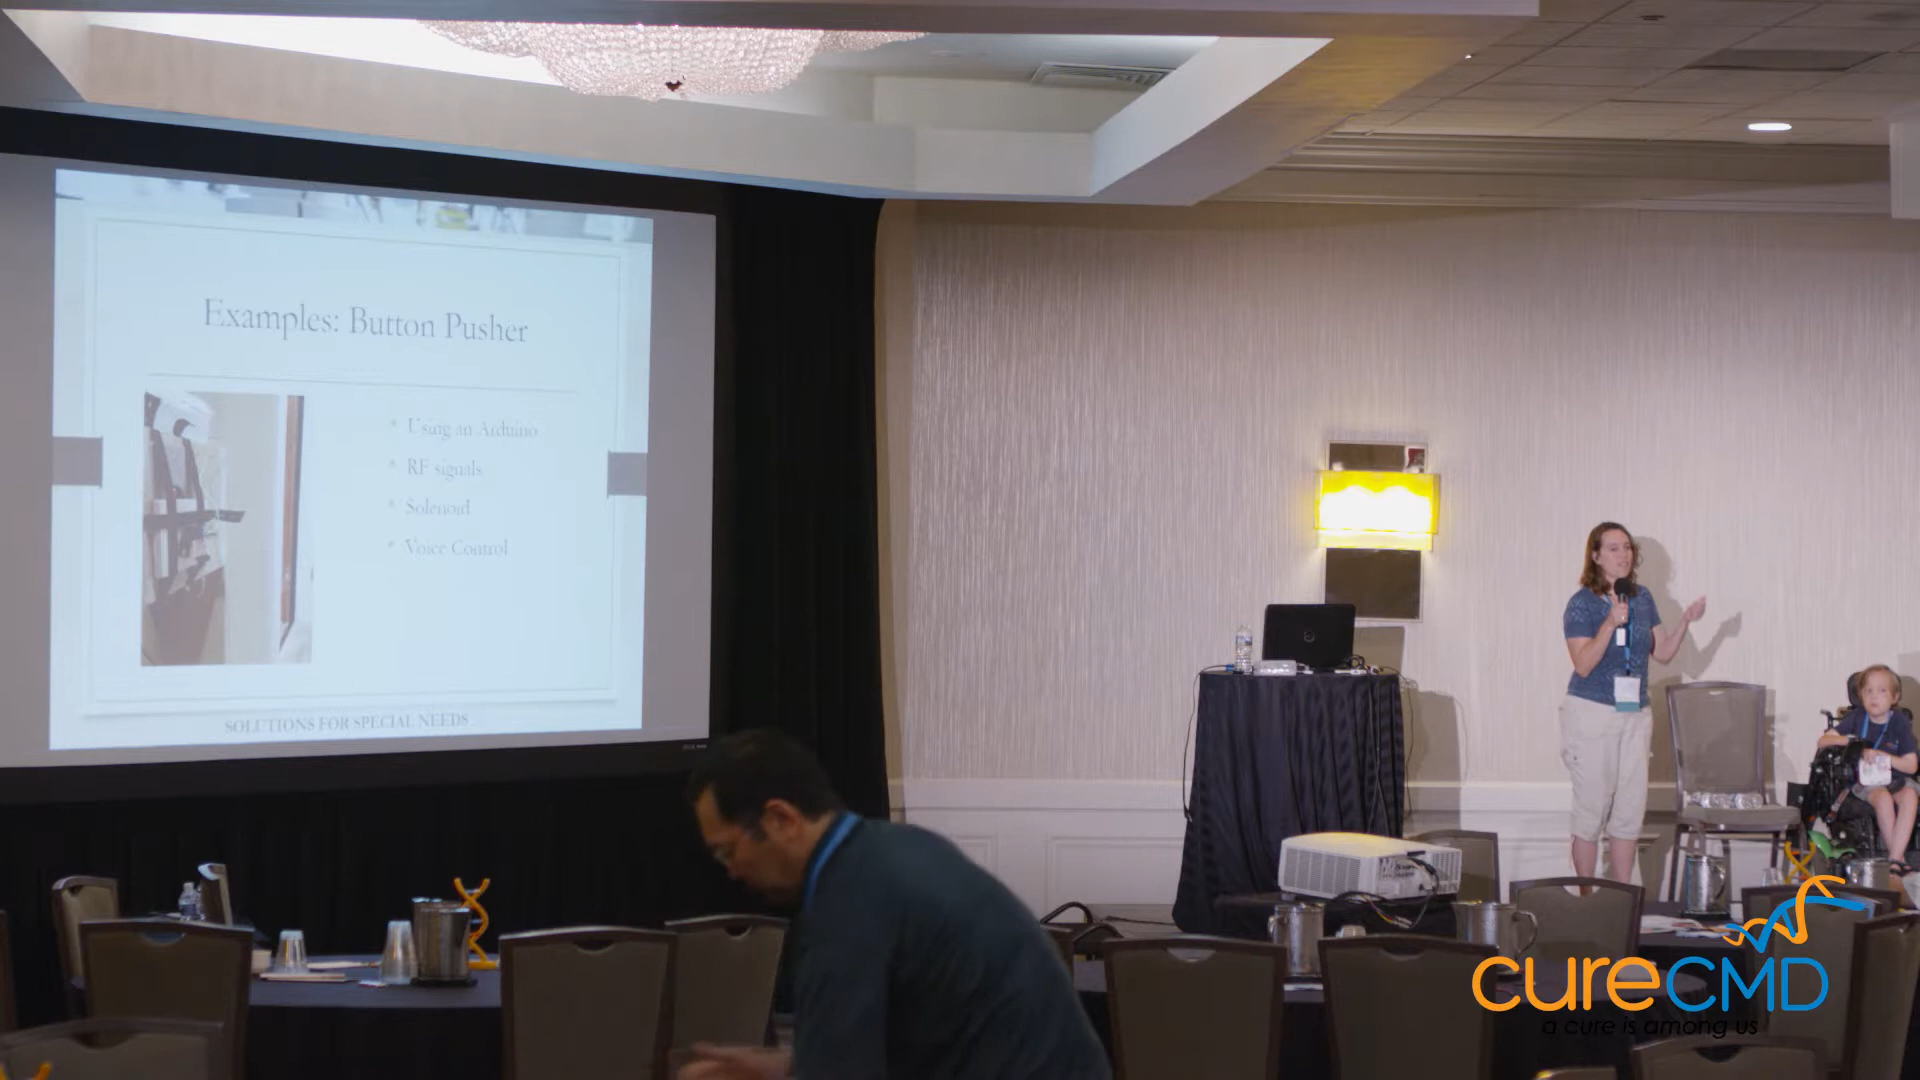 Examples: Button Pusher
* Using an Arduino
* RF signals
* Solenoid
* Voice Control
SOLUTIONS FOR SPECIAL NEEDS
cureCMD
a cure is among us